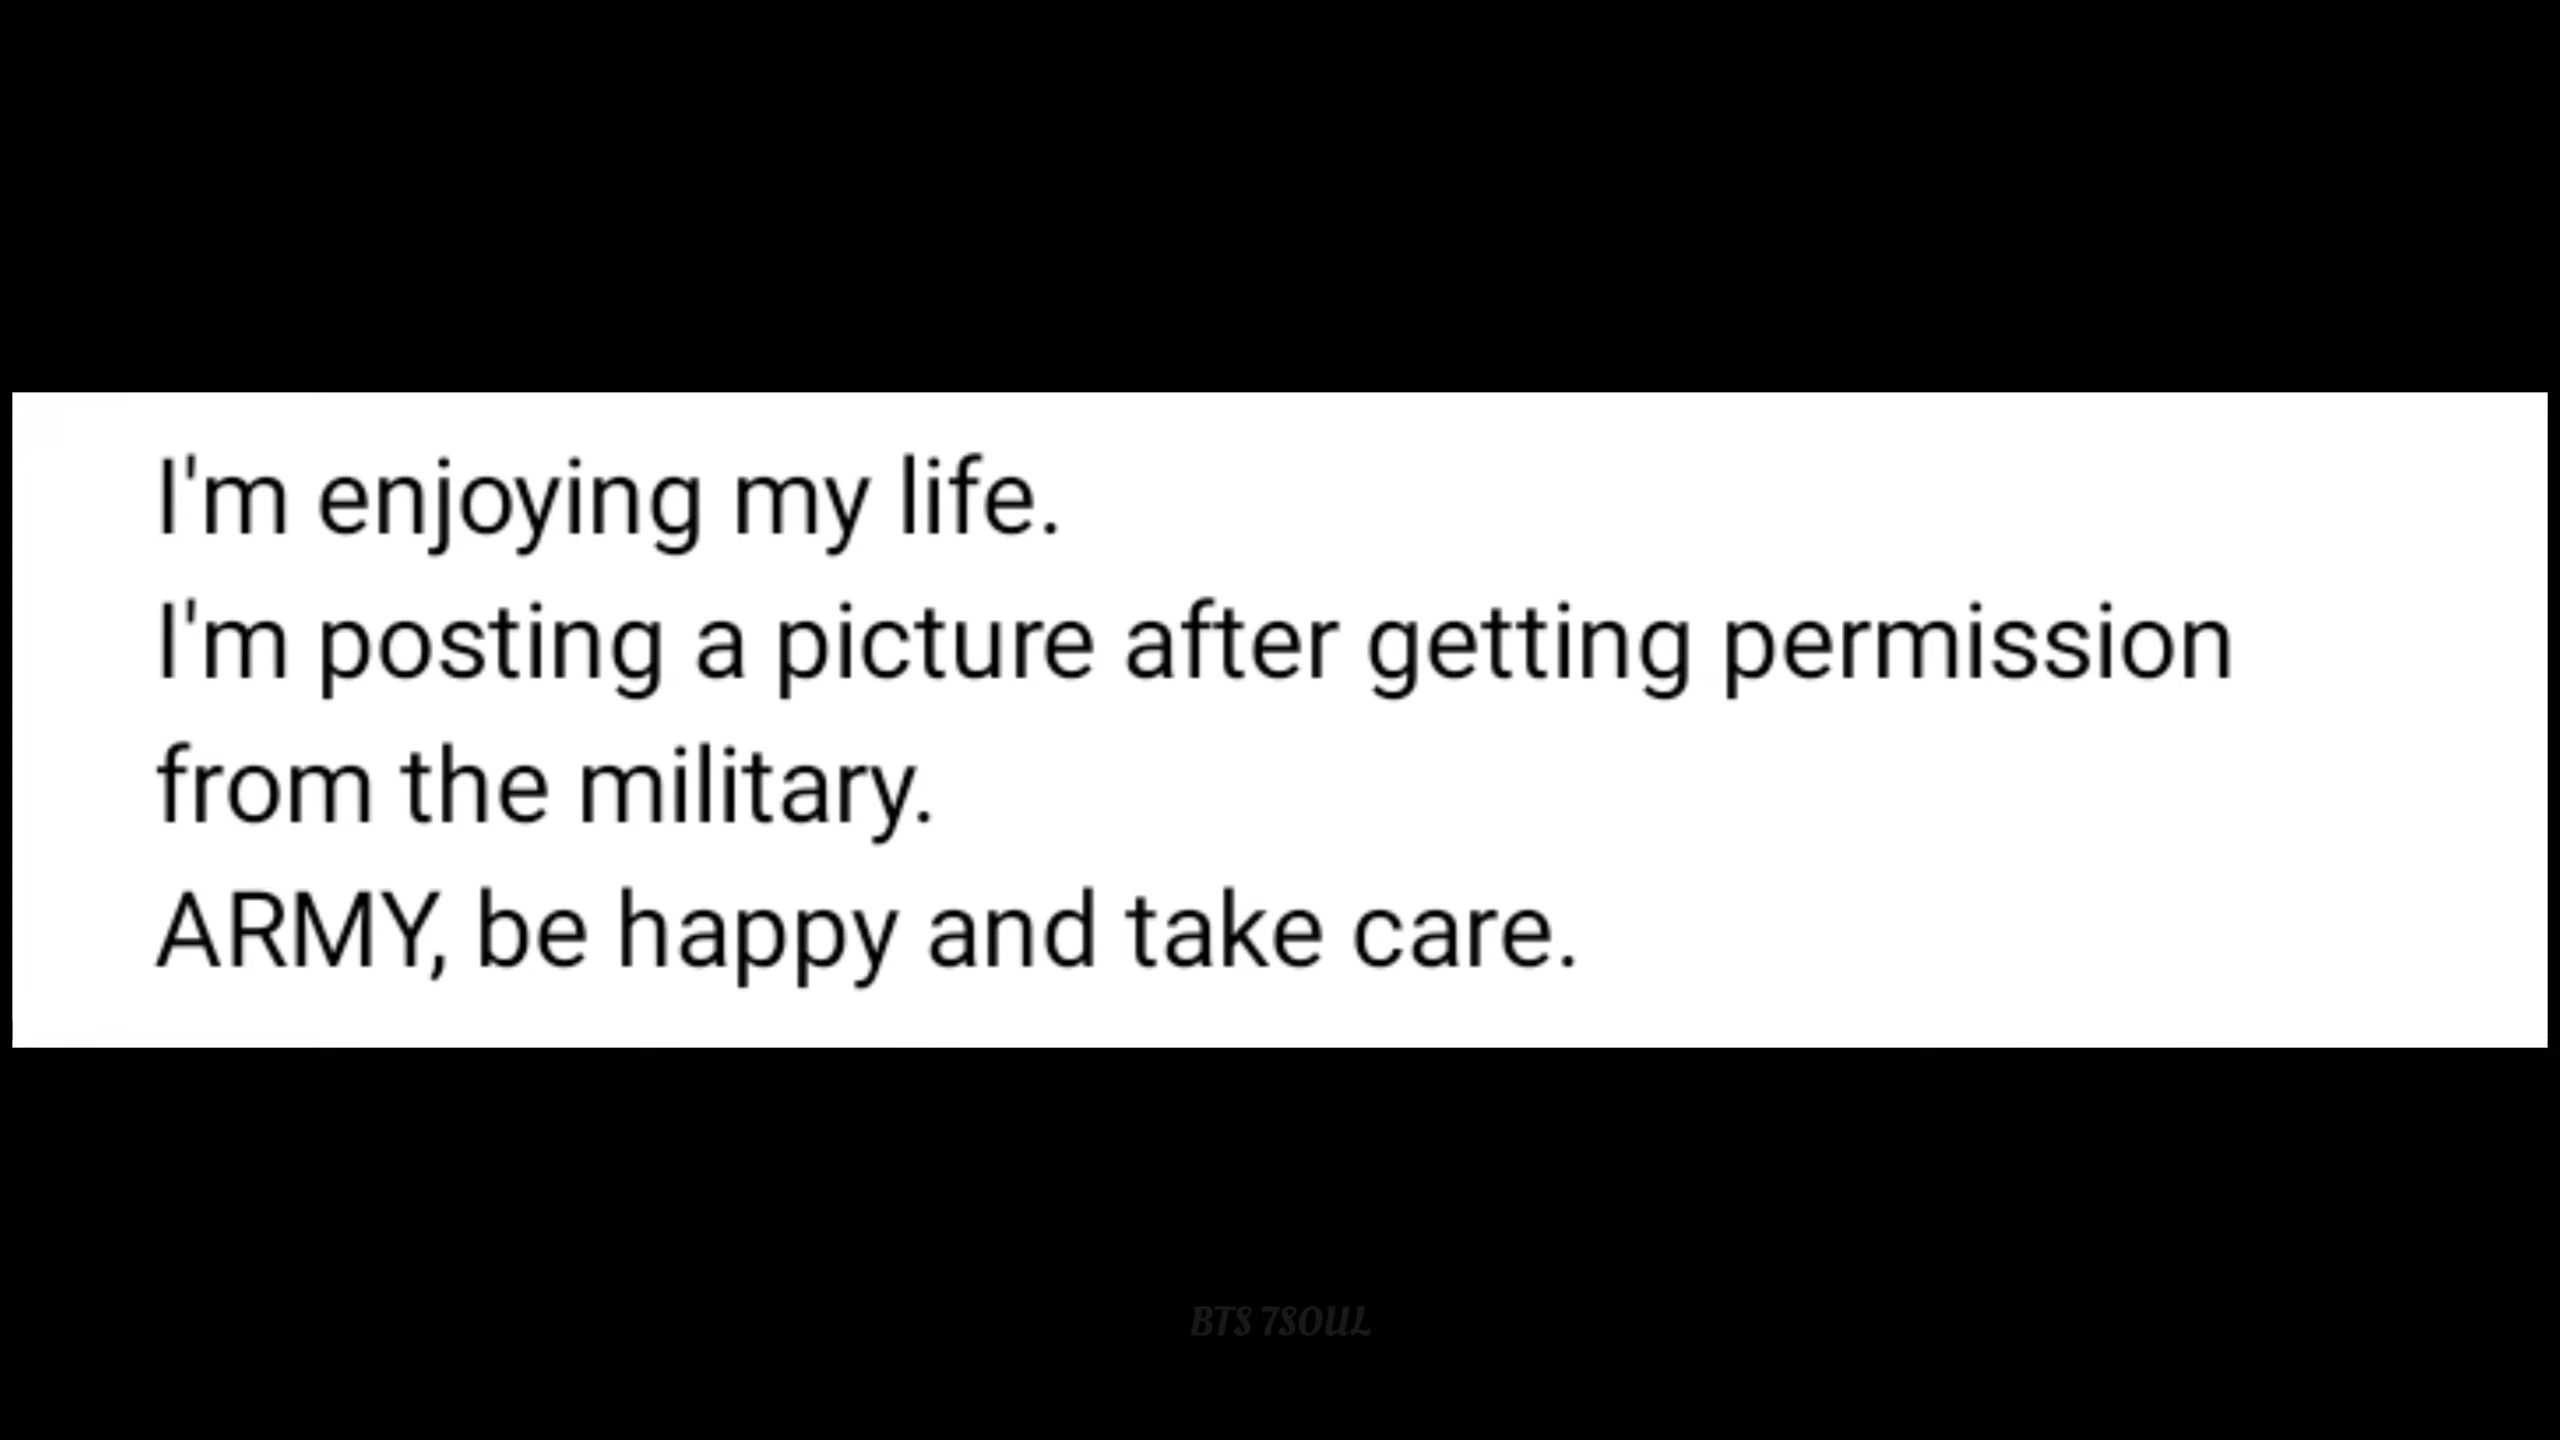 I'm enjoying my life.
I'm posting a picture after getting permission
from the military.
ARMY, be happy and take care.
BTS 7SOUL